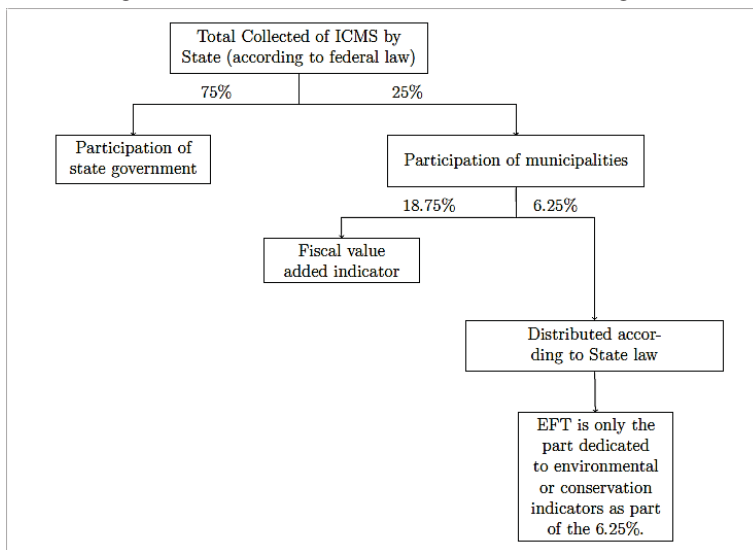 Total Collected of ICMS by
State (according to federal law)
75%
25%
Participation of
state government
Participation of municipalities
18.75%
6.25%
Fiscal value
added indicator
Distributed accor-
ding to State law
EFT is only the
part dedicated
to environmental
or conservation
indicators as part
of the 6.25%.